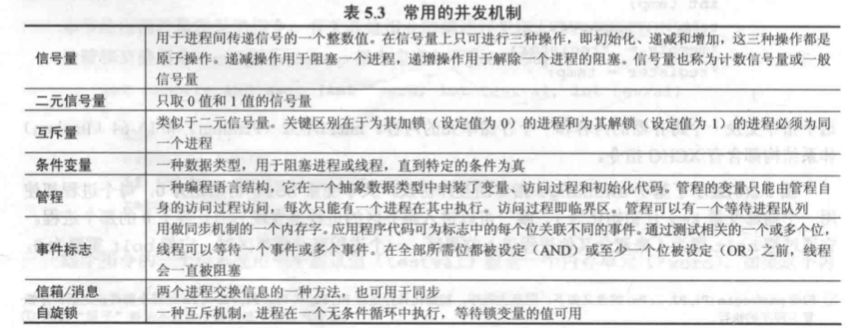 表 5.3 常用的并发机制
用于进程间传递信号的一个整数值。在信号量上只可进行三种操作，即初始化、递减和增加，这三种操作都是
信号量 原子操作。递减操作用于阻塞一个进程，递增操作用于解除一个进程的阻塞。信号量也称为计数信号量或一般
信号量
二元信号量 只取 0 值和 1 值的信号量
互斥量 类似于二元信号量。关键区别在于为其加锁（设定值为 0）的进程和为其解锁（设定值为 1）的进程必须为同
一个进程
条件变量 一种数据类型，用于阻塞进程或线程，直到特定的条件为真
管程 一种编程语言结构，它在一个抽象数据类型中封装了变量、访问过程和初始化代码。管程的变量只能由管程自
身的访问过程访问，每次只能有一个进程在其中执行。访问过程即临界区。管程可以有一个等待进程队列
用做同步机制的一个内存字。应用程序代码可为标志中的每个位关联不同的事件。通过测试相关的一个或多个位，
事件标志 线程可以等待一个事件或多个事件。在全部所需位都被设定（AND）或至少一个位被设定（OR）之前，线程
会一直被阻塞
信箱/消息 两个进程交换信息的一种方法，也可用于同步
自旋锁 一种互斥机制，进程在一个无条件循环中执行，等待锁变量的值可用